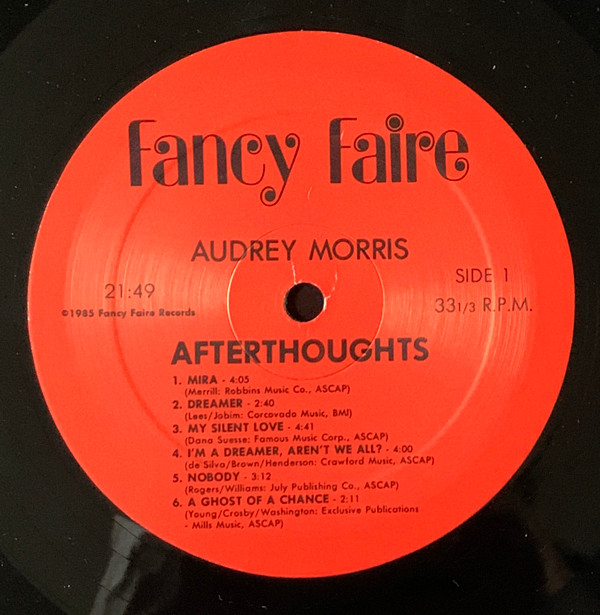 fancy faire
AUDREY MORRIS
SIDE 1
21:49
33 1/3 R.P.M.
©1985 Fancy Faire Records
AFTERTHOUGHTS
1. MIRA - 4:05
(Merrill: Robbins Music Co., ASCAP)
2. DREAMER - 2:40
(Lees/Jobim: Corcovado Music, BMI)
3. MY SILENT LOVE - 4:41
(Dana Suesse: Famous Music Corp., ASCAP)
4. I'M A DREAMER, AREN'T WE ALL? - 4:00
(de Silva/Brown/Henderson: Crawford Music, ASCAP)
5. NOBODY - 3:12
(Rogers/Williams: July Publishing Co., ASCAP)
6. A GHOST OF A CHANCE - 2:11
(Young/Crosby/Washington: Exclusive Publications
- Mills Music, ASCAP)